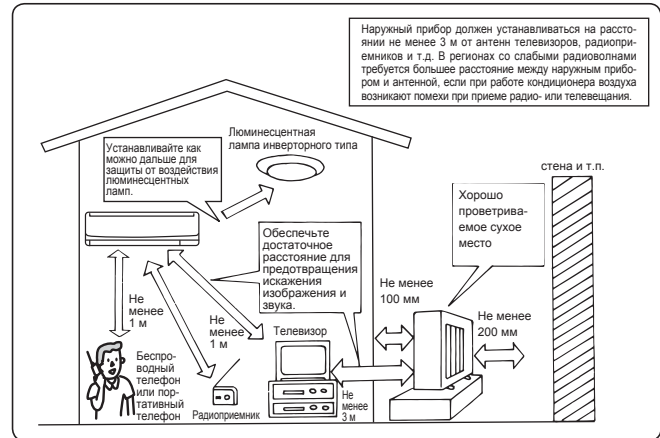 Наружный прибор должен устанавливаться на рассто-
янии не менее 3 м от антенн телевизоров, радиопри-
емников и т.д. В регионах со слабыми радиоволнами
требуется большее расстояние между наружным прибо-
ром и антенной, если при работе кондиционера воздуха
возникают помехи при приеме радио- или телевещания.
Люминесцентная
лампа инверторного типа
Устанавливайте как
можно дальше для
защиты от воздействия
люминесцентных
ламп.
стена и т.п.
Хорошо
проветрива-
емое сухое
место
Обеспечьте
достаточное
расстояние для
предотвращения
искажения
изображения и
звука.
Не менее
100 мм
Не менее
200 мм
Не
менее
1 м
Не
менее
1 м
Телевизор
Беспро-
водный
телефон
или пор-
тативный
телефон
Радиоприемник
Не
менее
3 м